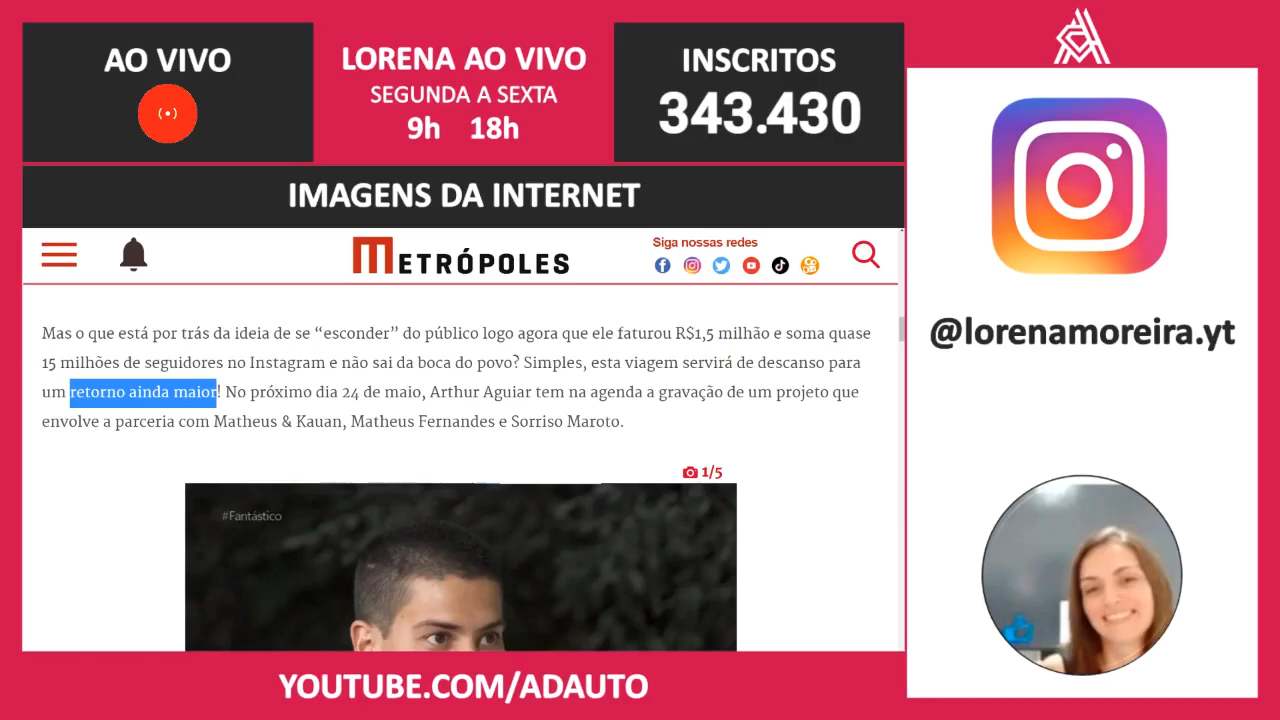 AO VIVO
LORENA AO VIVO
SEGUNDA A SEXTA
9h 18h
INSCRITOS
343.430
IMAGENS DA INTERNET
METRÓPOLES
Siga nossas redes
Mas o que está por trás da ideia de se “esconder” do público logo agora que ele faturou R$1,5 milhão e soma quase
15 milhões de seguidores no Instagram e não sai da boca do povo? Simples, esta viagem servirá de descanso para
um retorno ainda maior! No próximo dia 24 de maio, Arthur Aguiar tem na agenda a gravação de um projeto que
envolve a parceria com Matheus & Kauan, Matheus Fernandes e Sorriso Maroto.
1/5
#Fantástico
@lorenamoreira.yt
YOUTUBE.COM/ADAUTO